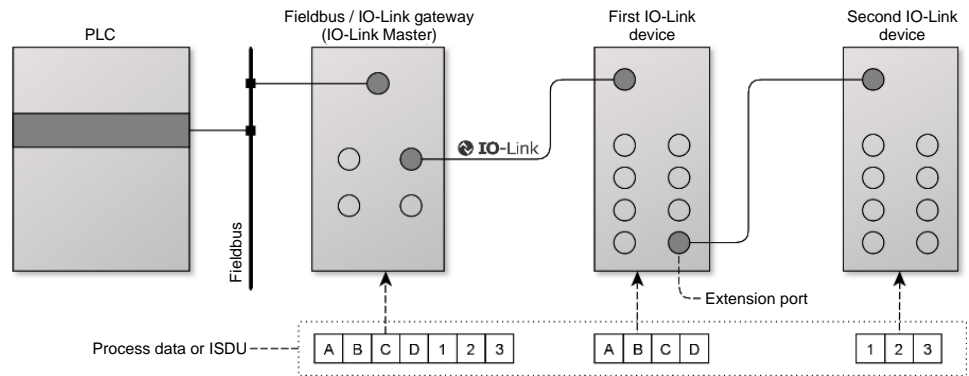 PLC
Fieldbus / IO-Link gateway
(IO-Link Master)
First IO-Link
device
Second IO-Link
device
IO-Link
Fieldbus
Extension port
Process data or ISDU
A B C D 1 2 3
A B C D
1 2 3